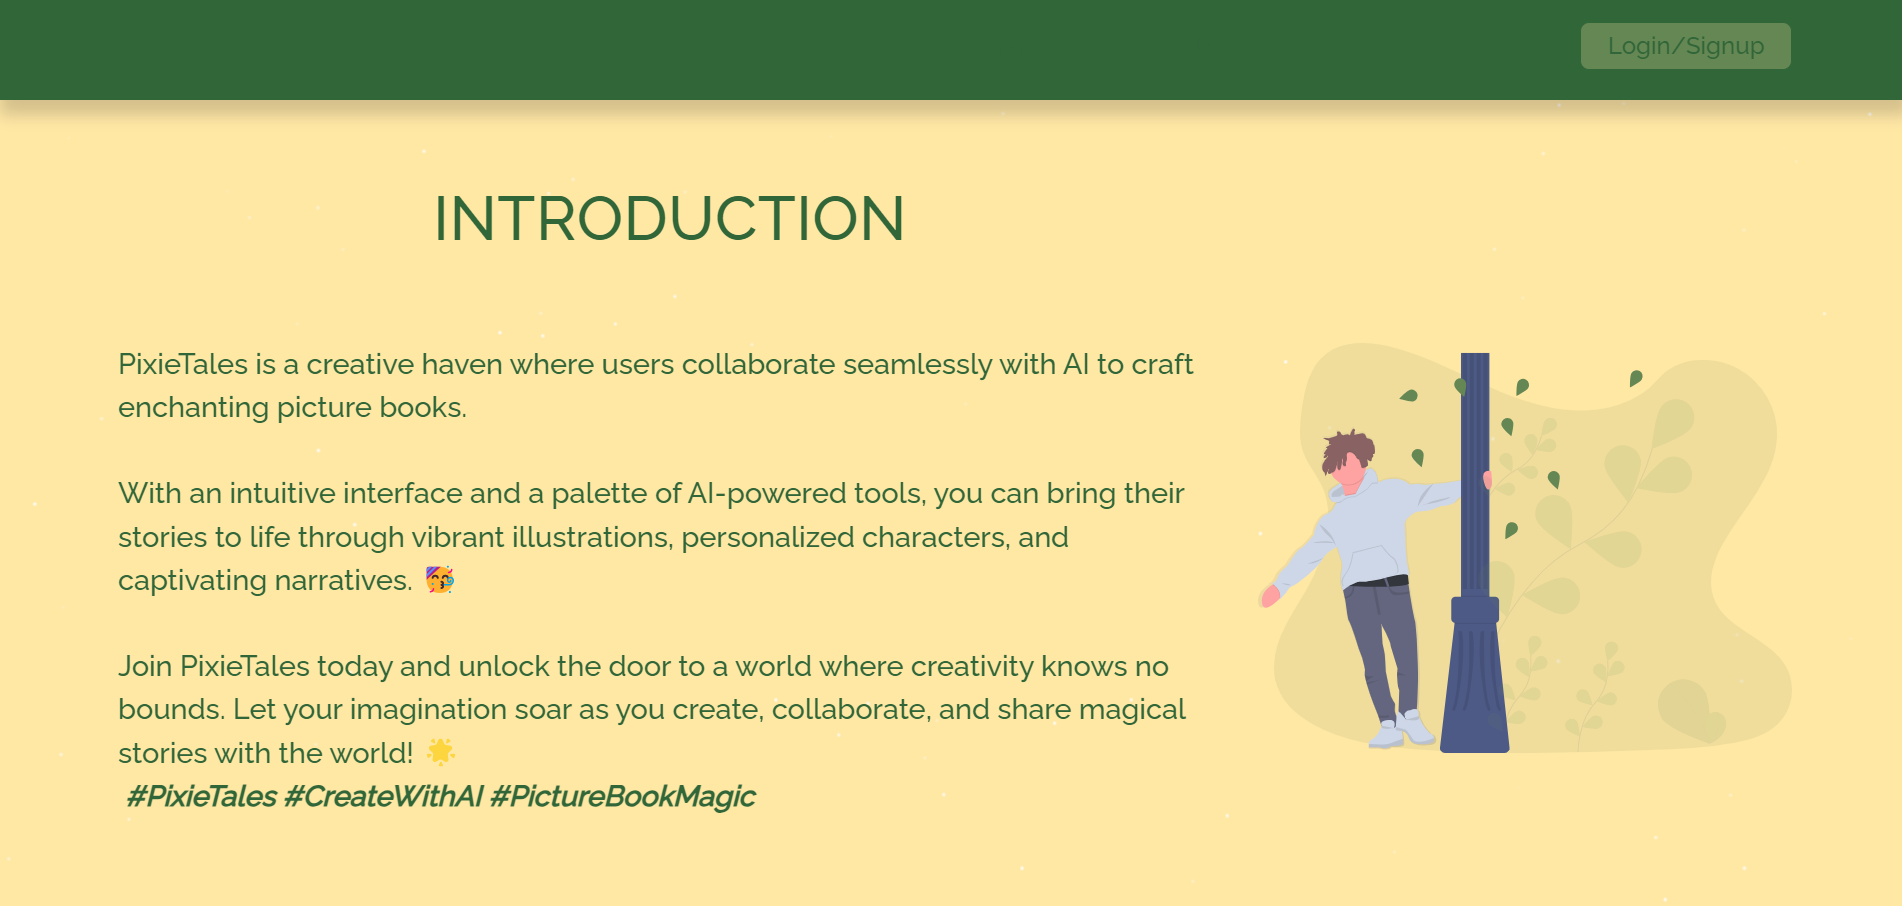 Login/Signup
INTRODUCTION
PixieTales is a creative haven where users collaborate seamlessly with AI to craft
enchanting picture books.
With an intuitive interface and a palette of AI-powered tools, you can bring their
stories to life through vibrant illustrations, personalized characters, and
captivating narratives. 🥳
Join PixieTales today and unlock the door to a world where creativity knows no
bounds. Let your imagination soar as you create, collaborate, and share magical
stories with the world! 🌟
#PixieTales #CreateWithAI #PictureBookMagic